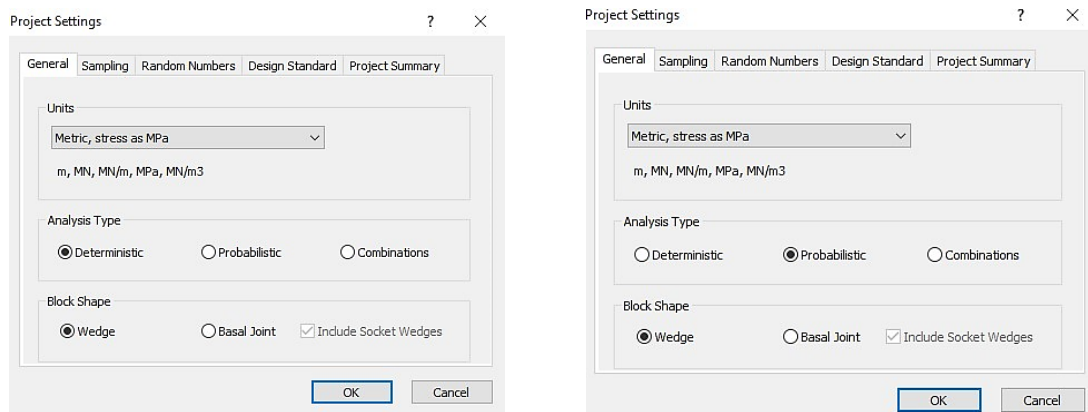 Project Settings ?
General Sampling Random Numbers Design Standard Project Summary
Units
Metric, stress as MPa
m, MN, MN/m, MPa, MN/m3
Analysis Type
Deterministic Probabilistic Combinations
Block Shape
Wedge Basal Joint Include Socket Wedges
OK Cancel
Project Settings ?
General Sampling Random Numbers Design Standard Project Summary
Units
Metric, stress as MPa
m, MN, MN/m, MPa, MN/m3
Analysis Type
Deterministic Probabilistic Combinations
Block Shape
Wedge Basal Joint Include Socket Wedges
OK Cancel